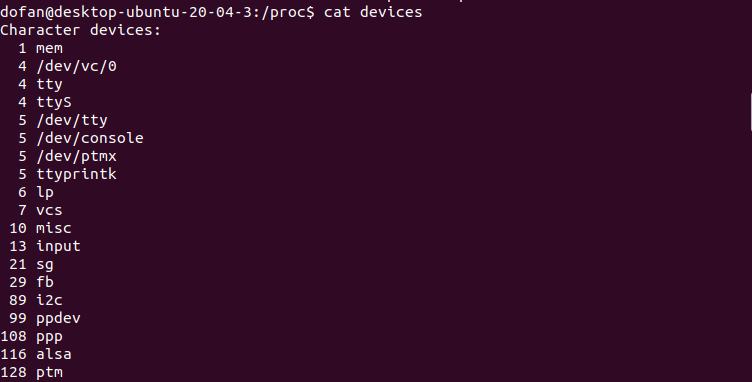 dofan@desktop-ubuntu-20-04-3:/proc$ cat devices
Character devices:
  1 mem
  4 /dev/vc/0
  4 tty
  4 ttyS
  5 /dev/tty
  5 /dev/console
  5 /dev/ptmx
  5 ttyprintk
  6 lp
  7 vcs
 10 misc
 13 input
 21 sg
 29 fb
 89 i2c
 99 ppdev
108 ppp
116 alsa
128 ptm